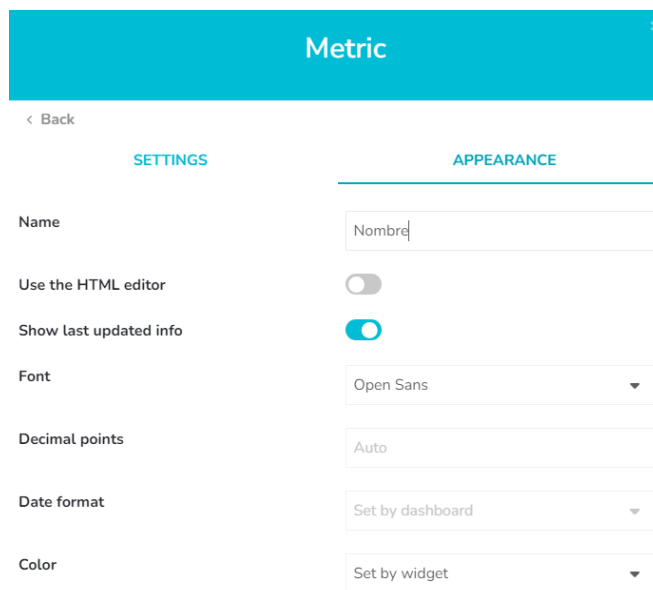 Metric
< Back
SETTINGS APPEARANCE
Name Nombre
Use the HTML editor
Show last updated info
Font Open Sans
Decimal points Auto
Date format Set by dashboard
Color Set by widget